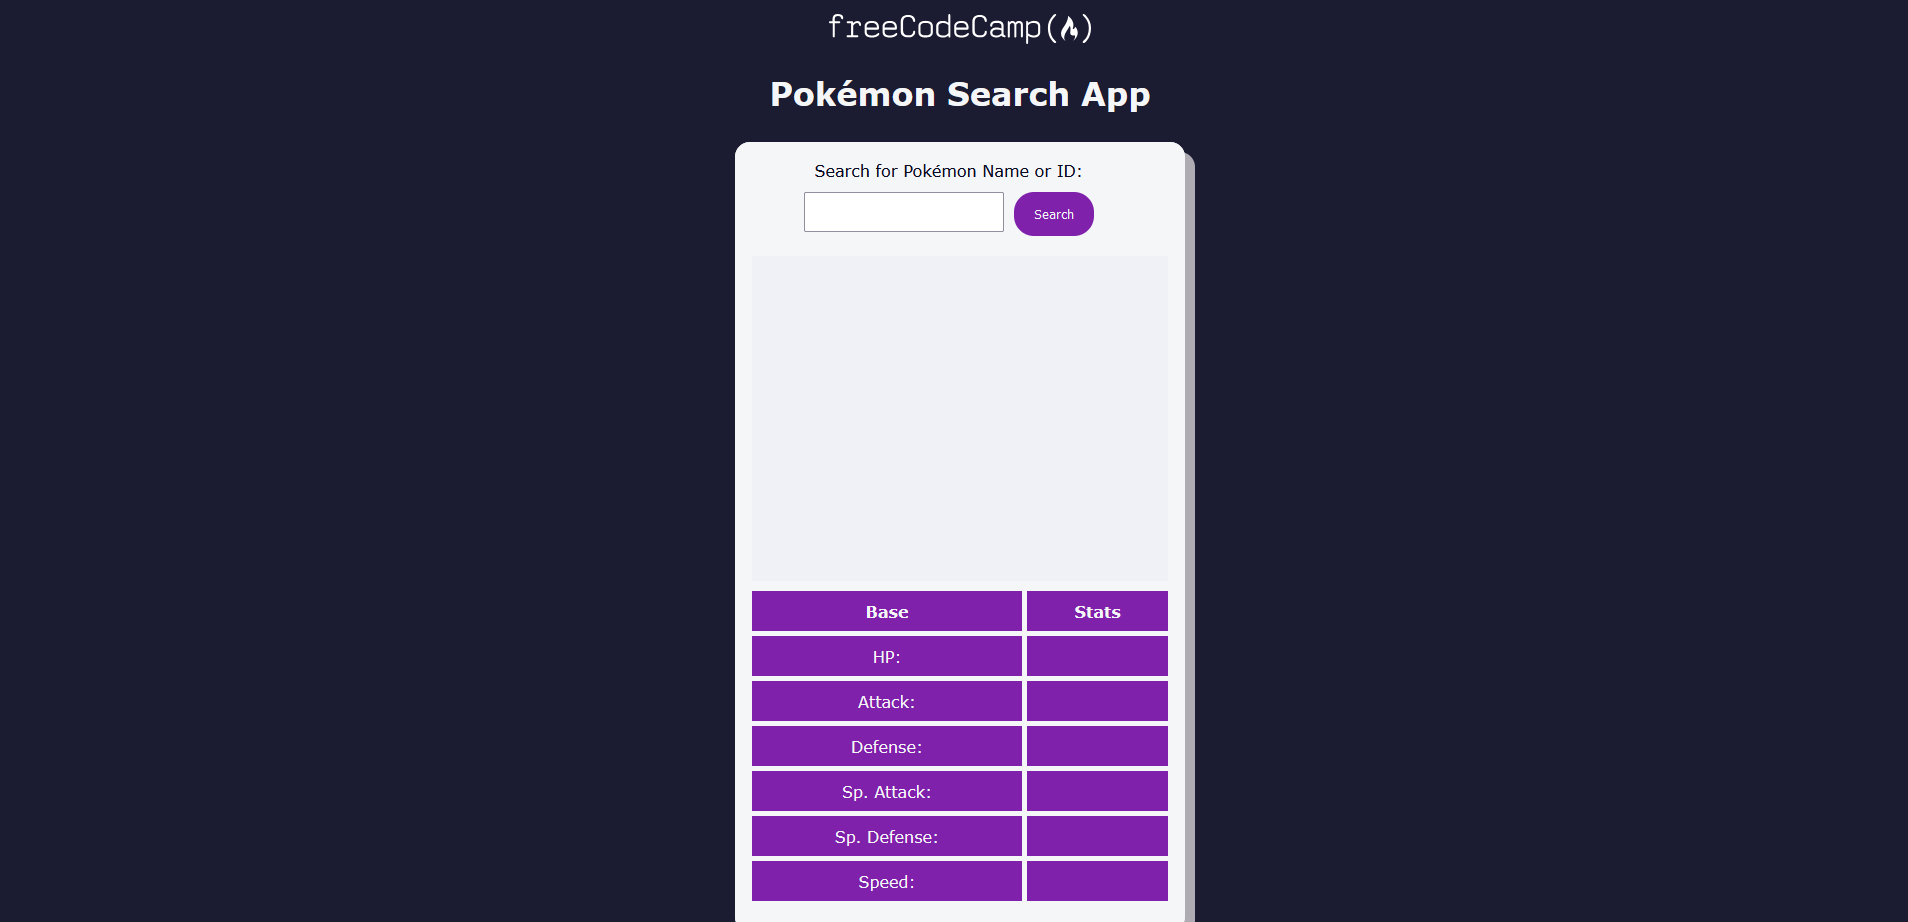 freeCodeCamp
Pokémon Search App
Search for Pokémon Name or ID:
Search
Base Stats
HP:
Attack:
Defense:
Sp. Attack:
Sp. Defense:
Speed: